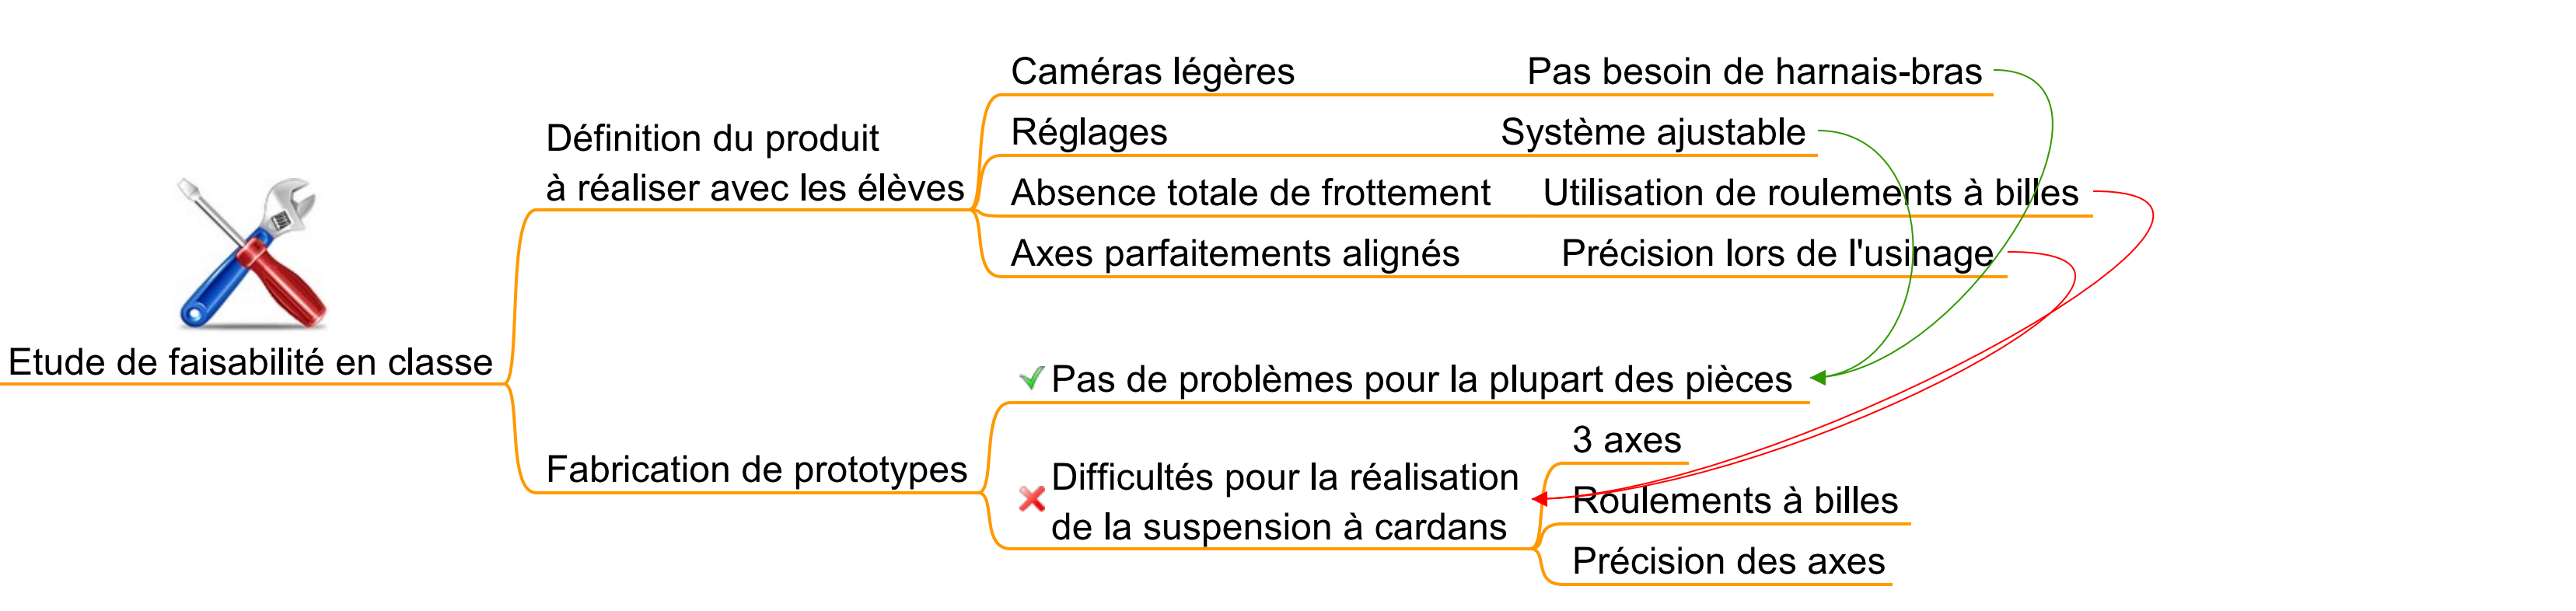 Caméras légères Pas besoin de harnais-bras
Définition du produit
à réaliser avec les élèves
Réglages Système ajustable
Absence totale de frottement Utilisation de roulements à billes
Axes parfaitements alignés Précision lors de l'usinage
Etude de faisabilité en classe
Pas de problèmes pour la plupart des pièces
Fabrication de prototypes
Difficultés pour la réalisation
de la suspension à cardans
3 axes
Roulements à billes
Précision des axes